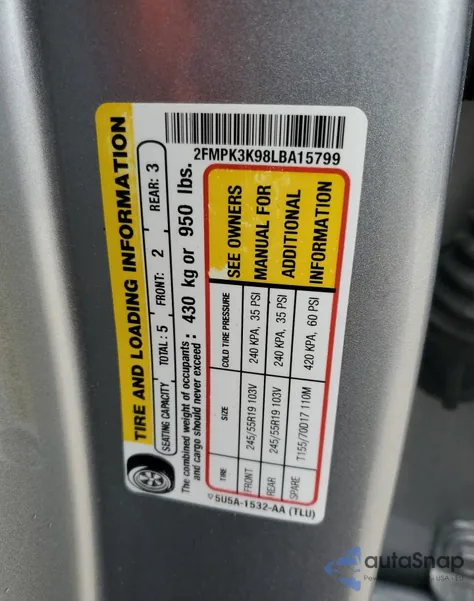 2FMPK3K98LBA15799
TIRE AND LOADING INFORMATION
SEATING CAPACITY TOTAL: 5 FRONT: 2 REAR: 3
The combined weight of occupants and cargo should never exceed: 430 kg or 950 lbs.
TIRE SIZE COLD TIRE PRESSURE
FRONT 245/55R19 103V 240 KPA, 35 PSI
REAR 245/55R19 103V 240 KPA, 35 PSI
SPARE T155/70D17 110M 420 KPA, 60 PSI
SEE OWNERS
MANUAL FOR
ADDITIONAL
INFORMATION
5U5A-1532-AA (TLU)
autaSnap